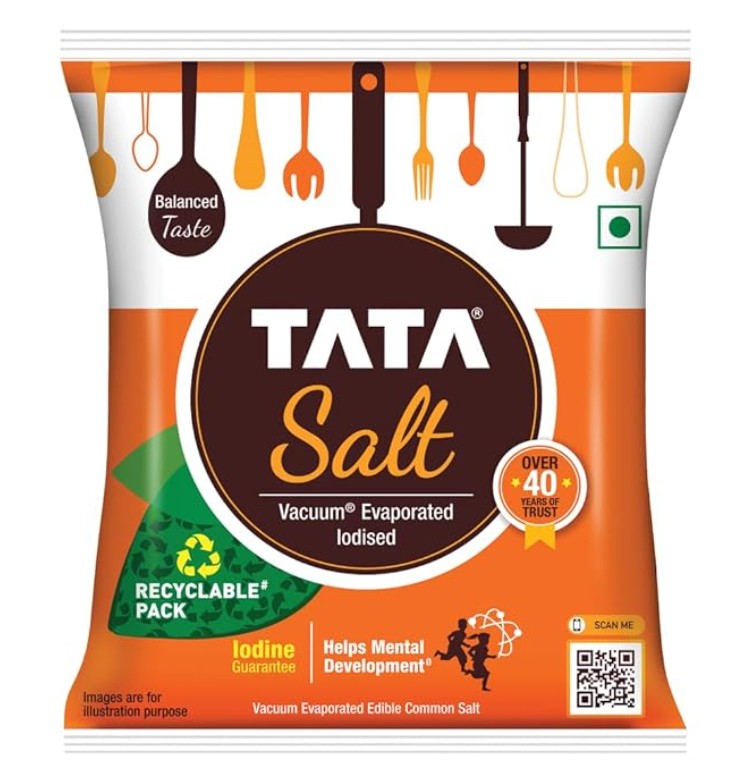 Balanced
Taste
TATA®
Salt
Vacuum® Evaporated
Iodised
OVER
40
YEARS OF
TRUST
RECYCLABLE#
PACK
Iodine
Guarantee
Helps Mental
Development⁰
SCAN ME
Images are for
illustration purpose
Vacuum Evaporated Edible Common Salt